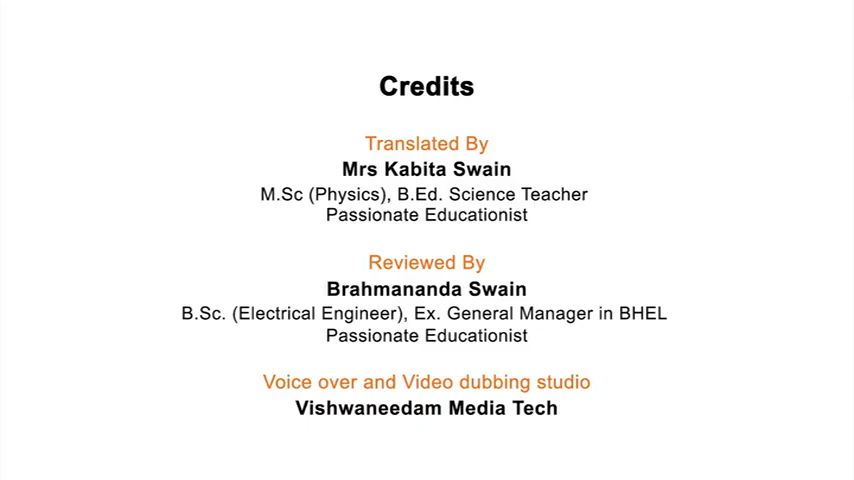 Credits
Translated By
Mrs Kabita Swain
M.Sc (Physics), B.Ed. Science Teacher
Passionate Educationist
Reviewed By
Brahmananda Swain
B.Sc. (Electrical Engineer), Ex. General Manager in BHEL
Passionate Educationist
Voice over and Video dubbing studio
Vishwaneedam Media Tech